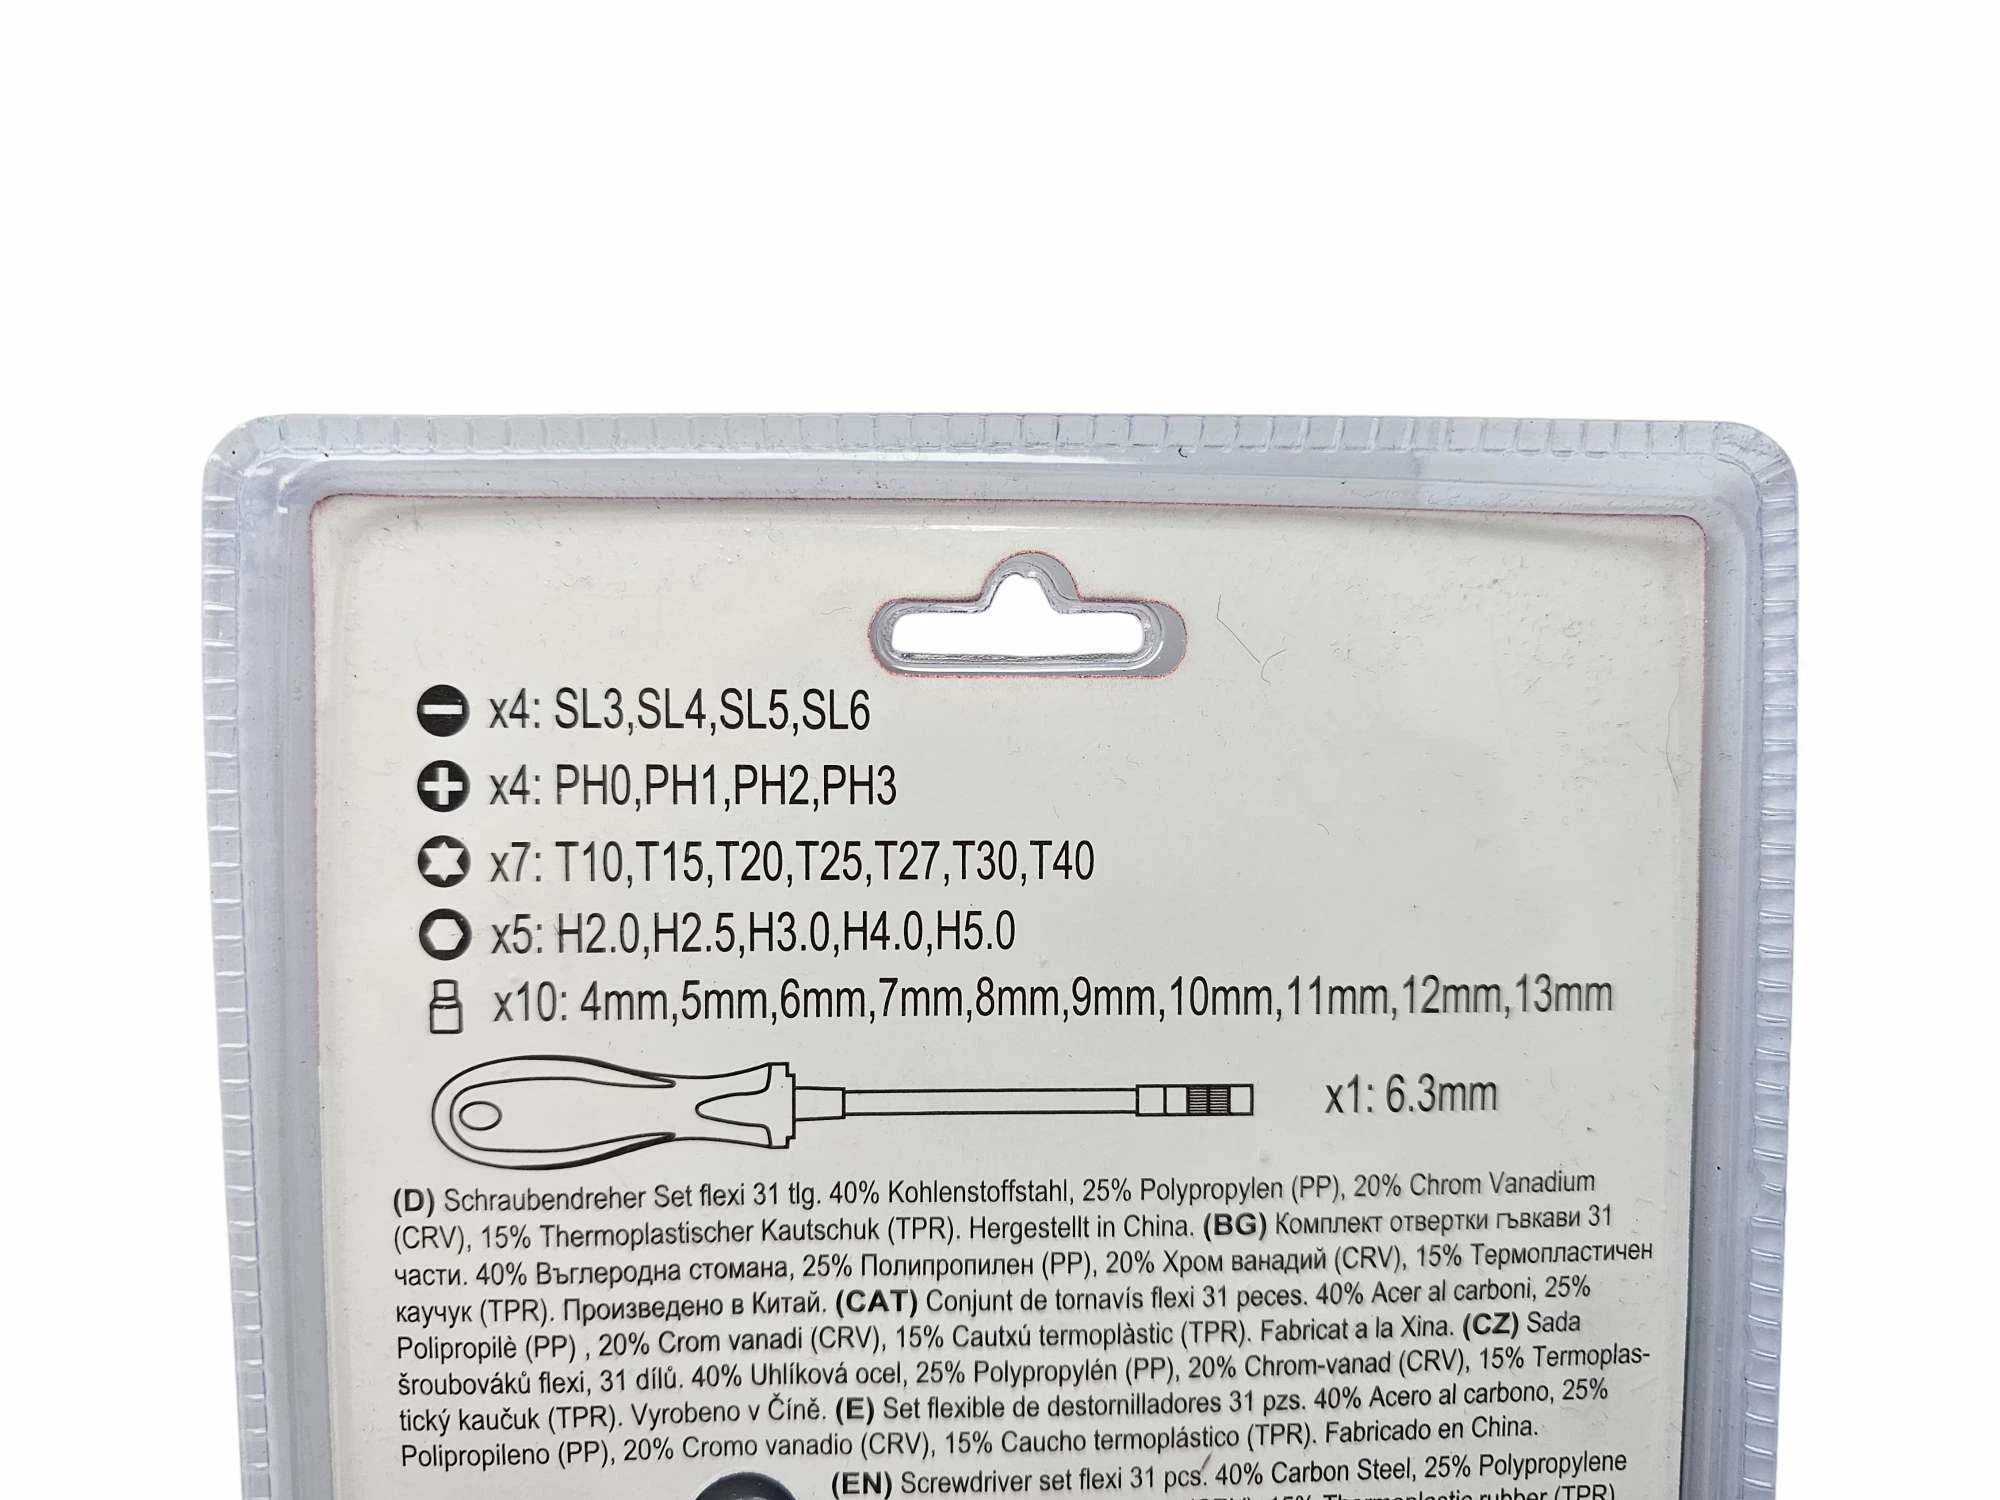 x4: SL3,SL4,SL5,SL6
x4: PH0,PH1,PH2,PH3
x7: T10,T15,T20,T25,T27,T30,T40
x5: H2.0,H2.5,H3.0,H4.0,H5.0
x10: 4mm,5mm,6mm,7mm,8mm,9mm,10mm,11mm,12mm,13mm
x1: 6.3mm
(D) Schraubendreher Set flexi 31 tlg. 40% Kohlenstoffstahl, 25% Polypropylen (PP), 20% Chrom Vanadium
(CRV), 15% Thermoplastischer Kautschuk (TPR). Hergestellt in China. (BG) Комплект отвертки гъвкави 31
части. 40% Въглеродна стомана, 25% Полипропилен (PP), 20% Хром ванадий (CRV), 15% Термопластичен
каучук (TPR). Произведено в Китай. (CAT) Conjunt de tornavís flexi 31 peces. 40% Acer al carboni, 25%
Polipropilè (PP) , 20% Crom vanadi (CRV), 15% Cautxú termoplàstic (TPR). Fabricat a la Xina. (CZ) Sada
šroubováků flexi, 31 dílů. 40% Uhlíková ocel, 25% Polypropylén (PP), 20% Chrom-vanad (CRV), 15% Termoplas-
tický kaučuk (TPR). Vyrobeno v Číně. (E) Set flexible de destornilladores 31 pzs. 40% Acero al carbono, 25%
Polipropileno (PP), 20% Cromo vanadio (CRV), 15% Caucho termoplástico (TPR). Fabricado en China.
(EN) Screwdriver set flexi 31 pcs. 40% Carbon Steel, 25% Polypropylene
15% Thermoplastic rubber (TPR)